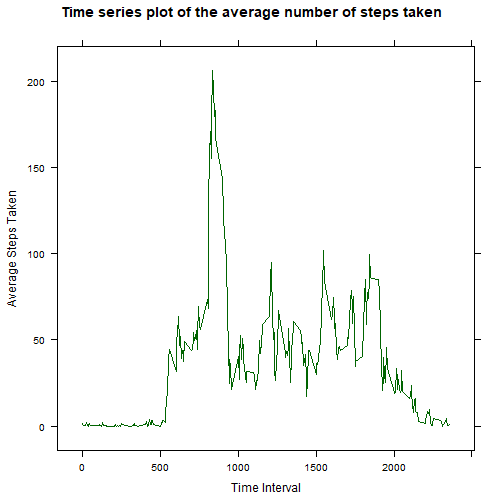 Time series plot of the average number of steps taken
200
150
100
50
0
Average Steps Taken
0 500 1000 1500 2000
Time Interval